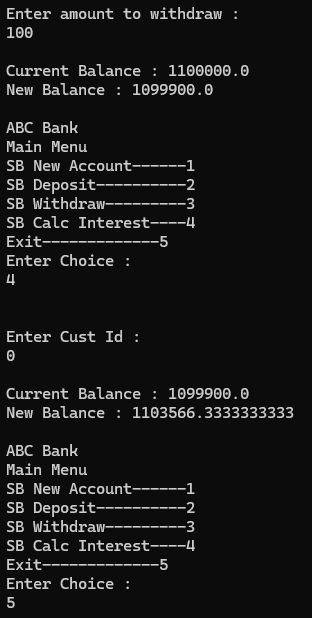 Enter amount to withdraw :
100
Current Balance : 1100000.0
New Balance : 1099900.0
ABC Bank
Main Menu
SB New Account------1
SB Deposit----------2
SB Withdraw---------3
SB Calc Interest----4
Exit-------------5
Enter Choice :
4
Enter Cust Id :
0
Current Balance : 1099900.0
New Balance : 1103566.3333333333
ABC Bank
Main Menu
SB New Account------1
SB Deposit----------2
SB Withdraw---------3
SB Calc Interest----4
Exit-------------5
Enter Choice :
5